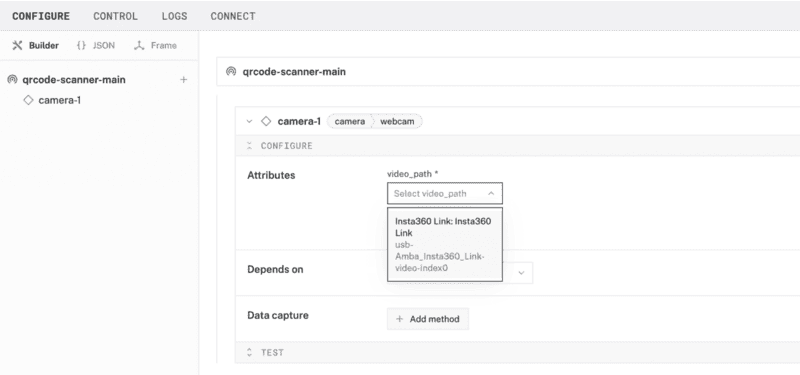 CONFIGURE CONTROL LOGS CONNECT
Builder {} JSON Frame
qrcode-scanner-main +
camera-1
qrcode-scanner-main
camera-1 camera webcam
CONFIGURE
Attributes
video_path *
Select video_path
Insta360 Link: Insta360
Link
usb-
Amba_Insta360_Link-
video-index0
Depends on
Data capture
+ Add method
TEST